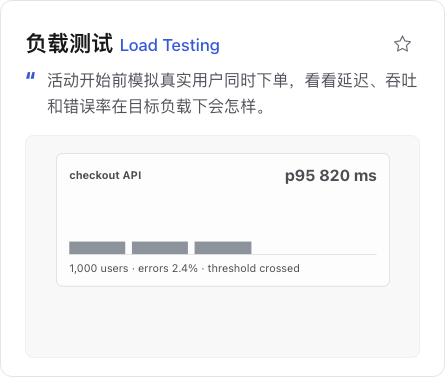 负载测试 Load Testing
“ 活动开始前模拟真实用户同时下单，看看延迟、吞吐
和错误率在目标负载下会怎样。
checkout API p95 820 ms
1,000 users · errors 2.4% · threshold crossed